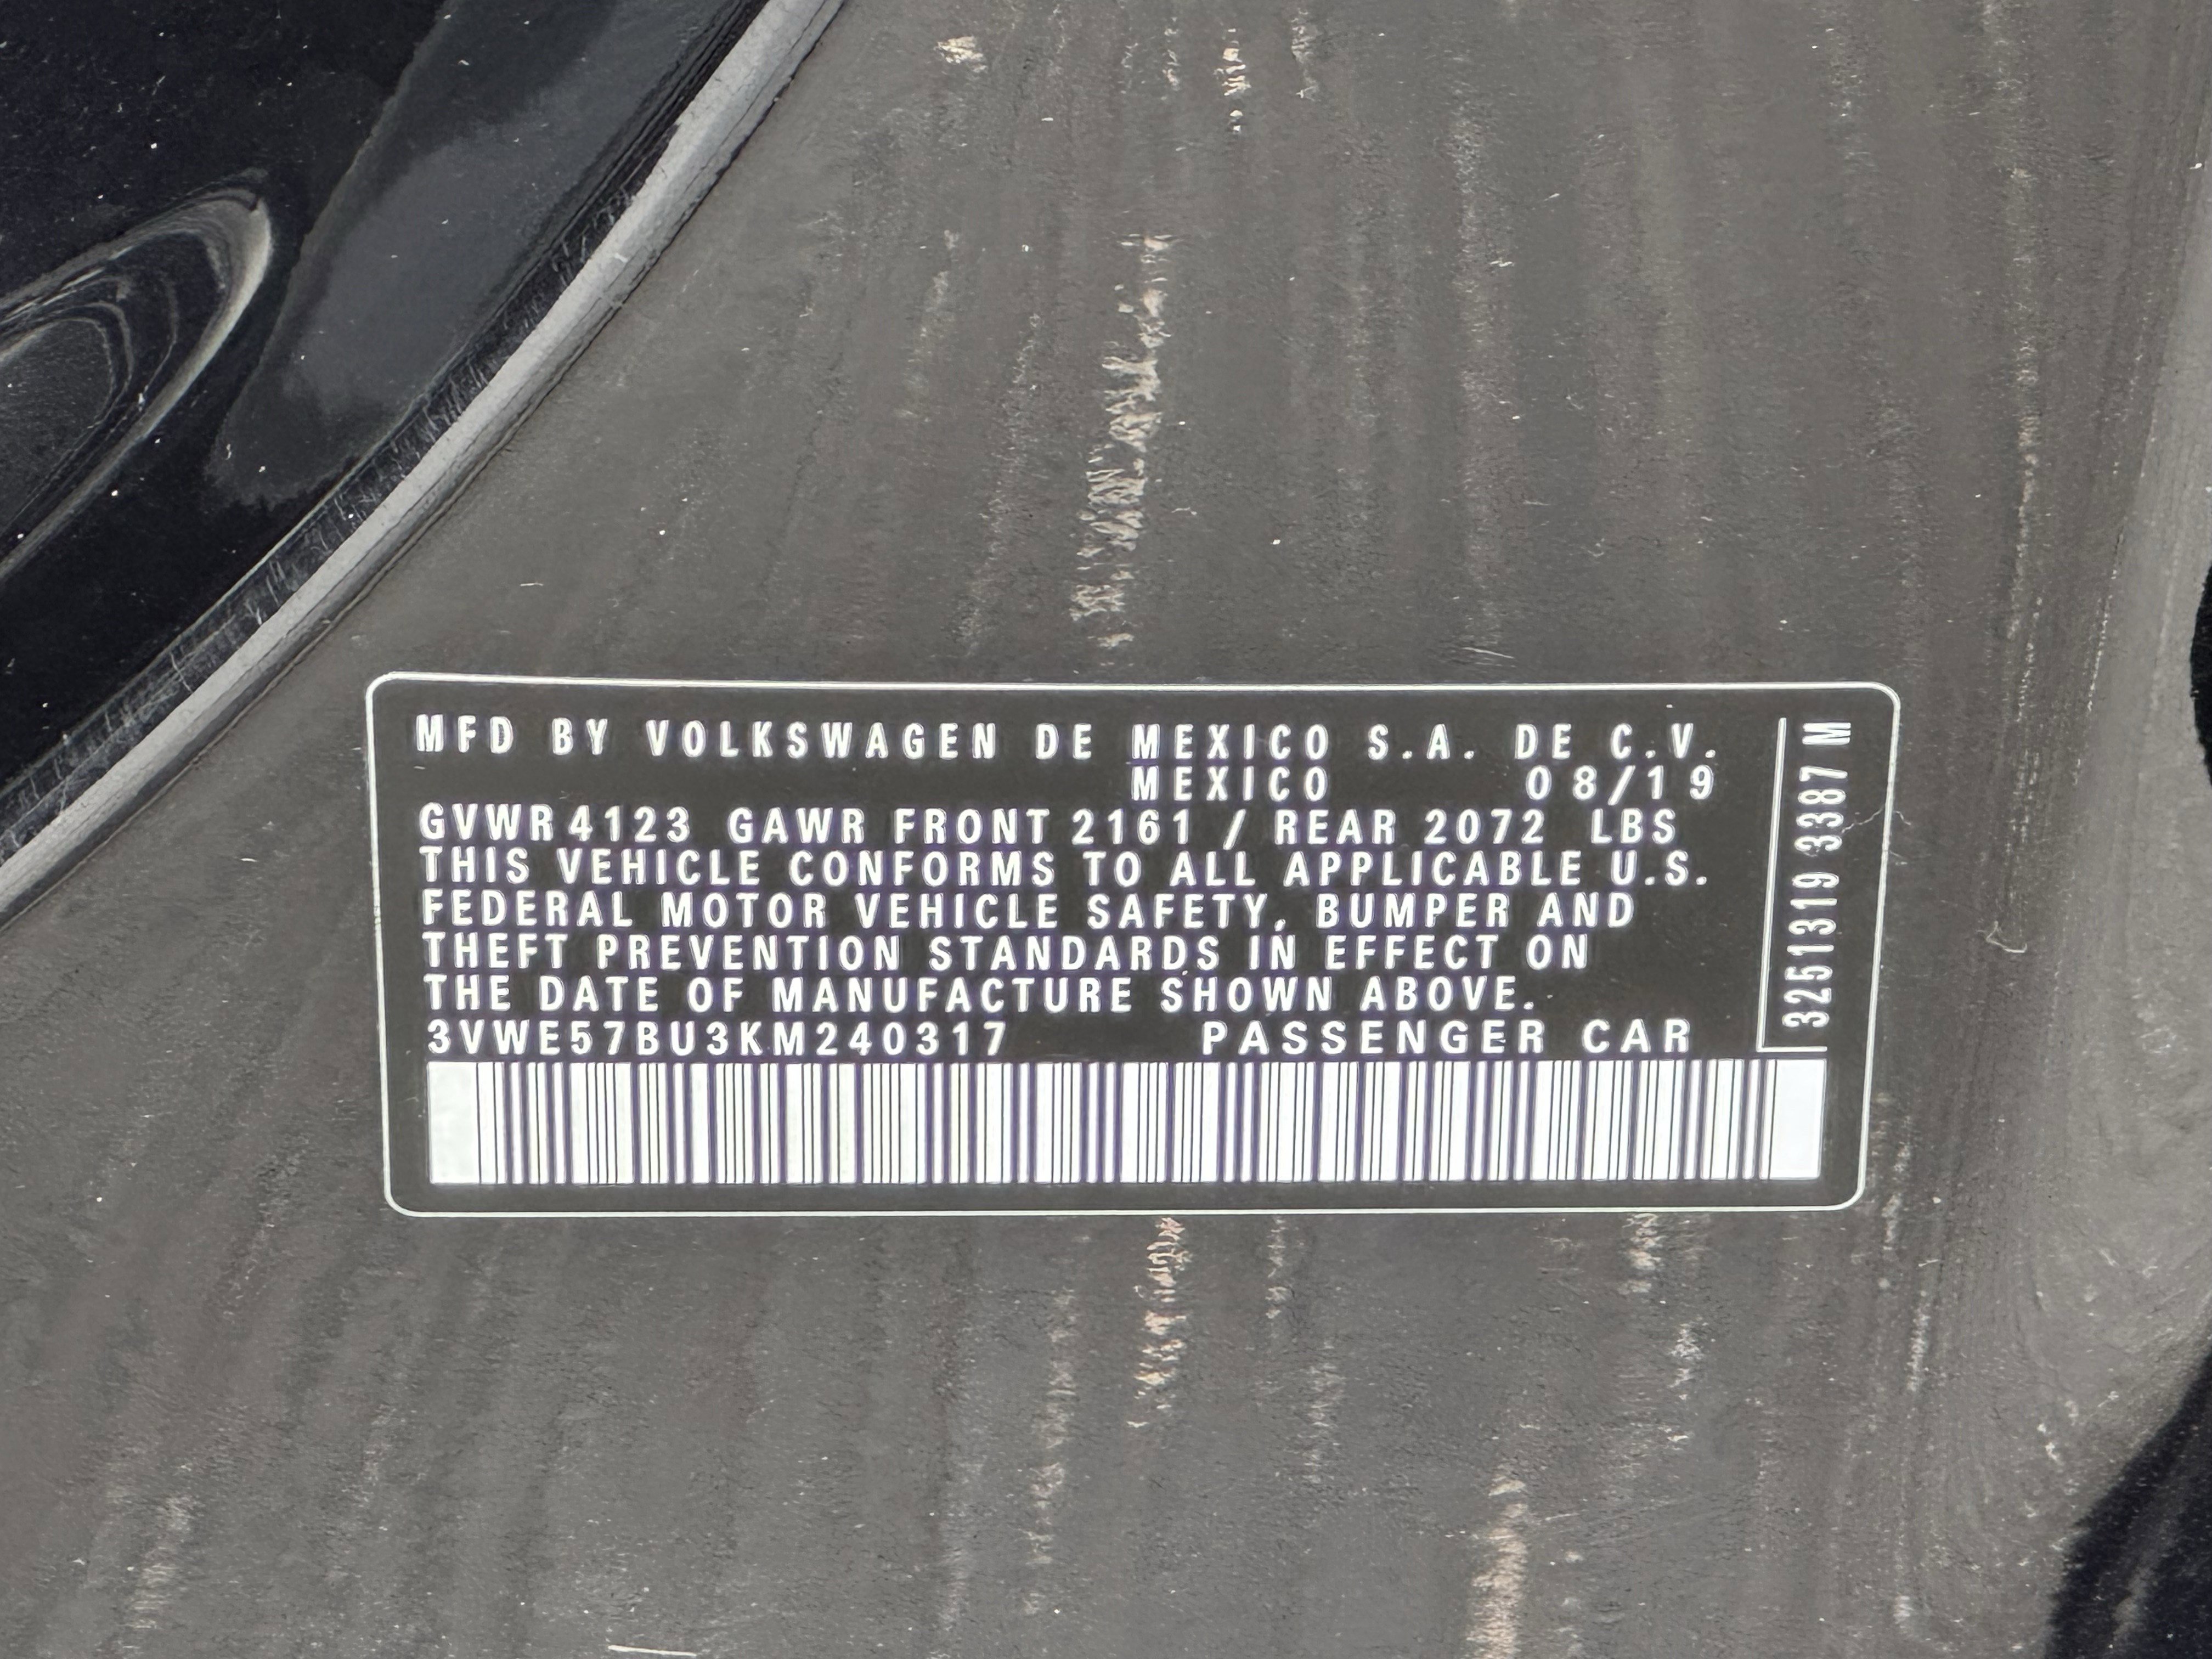 MFD BY VOLKSWAGEN DE MEXICO S.A. DE C.V.
MEXICO 08/19
GVWR 4123 GAWR FRONT 2161 / REAR 2072 LBS
THIS VEHICLE CONFORMS TO ALL APPLICABLE U.S.
FEDERAL MOTOR VEHICLE SAFETY, BUMPER AND
THEFT PREVENTION STANDARDS IN EFFECT ON
THE DATE OF MANUFACTURE SHOWN ABOVE.
3VWE57BU3KM240317 PASSENGER CAR
3251319 3387 M